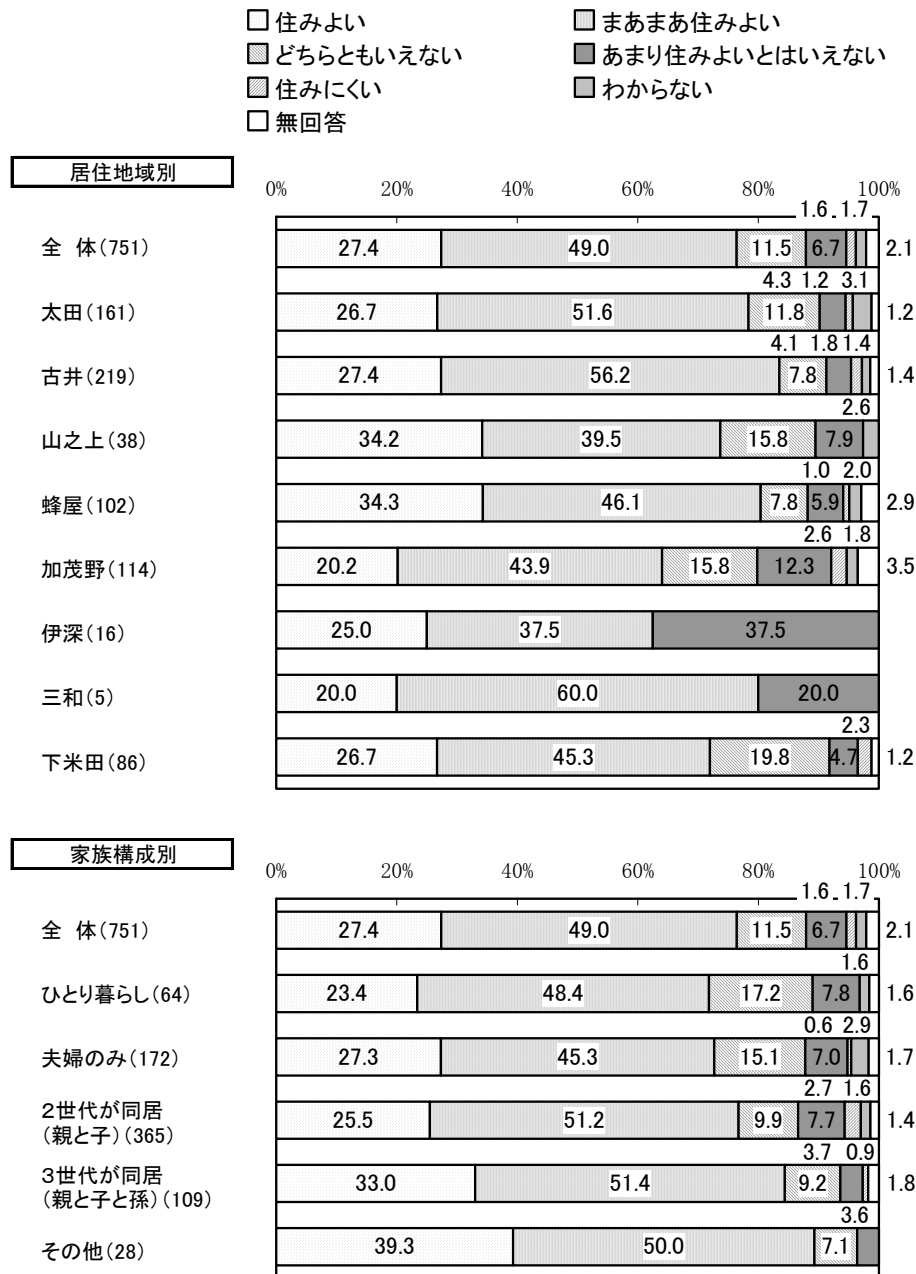 住みよい まあまあ住みよい
どちらともいえない あまり住みよいとはいえない
住みにくい わからない
無回答
居住地域別
0% 20% 40% 60% 80% 100%
1.6 1.7
全 体(751) 27.4 49.0 11.5 6.7 2.1
4.3 1.2 3.1
太田(161) 26.7 51.6 11.8 1.2
4.1 1.8 1.4
古井(219) 27.4 56.2 7.8 1.4
2.6
山之上(38) 34.2 39.5 15.8 7.9
1.0 2.0
蜂屋(102) 34.3 46.1 7.8 5.9 2.9
2.6 1.8
加茂野(114) 20.2 43.9 15.8 12.3 3.5
伊深(16) 25.0 37.5 37.5
三和(5) 20.0 60.0 20.0
2.3
下米田(86) 26.7 45.3 19.8 4.7 1.2
家族構成別
0% 20% 40% 60% 80% 100%
1.6 1.7
全 体(751) 27.4 49.0 11.5 6.7 2.1
1.6
ひとり暮らし(64) 23.4 48.4 17.2 7.8 1.6
0.6 2.9
夫婦のみ(172) 27.3 45.3 15.1 7.0 1.7
2.7 1.6
2世代が同居
(親と子)(365) 25.5 51.2 9.9 7.7 1.4
3.7 0.9
3世代が同居
(親と子と孫)(109) 33.0 51.4 9.2 1.8
3.6
その他(28) 39.3 50.0 7.1